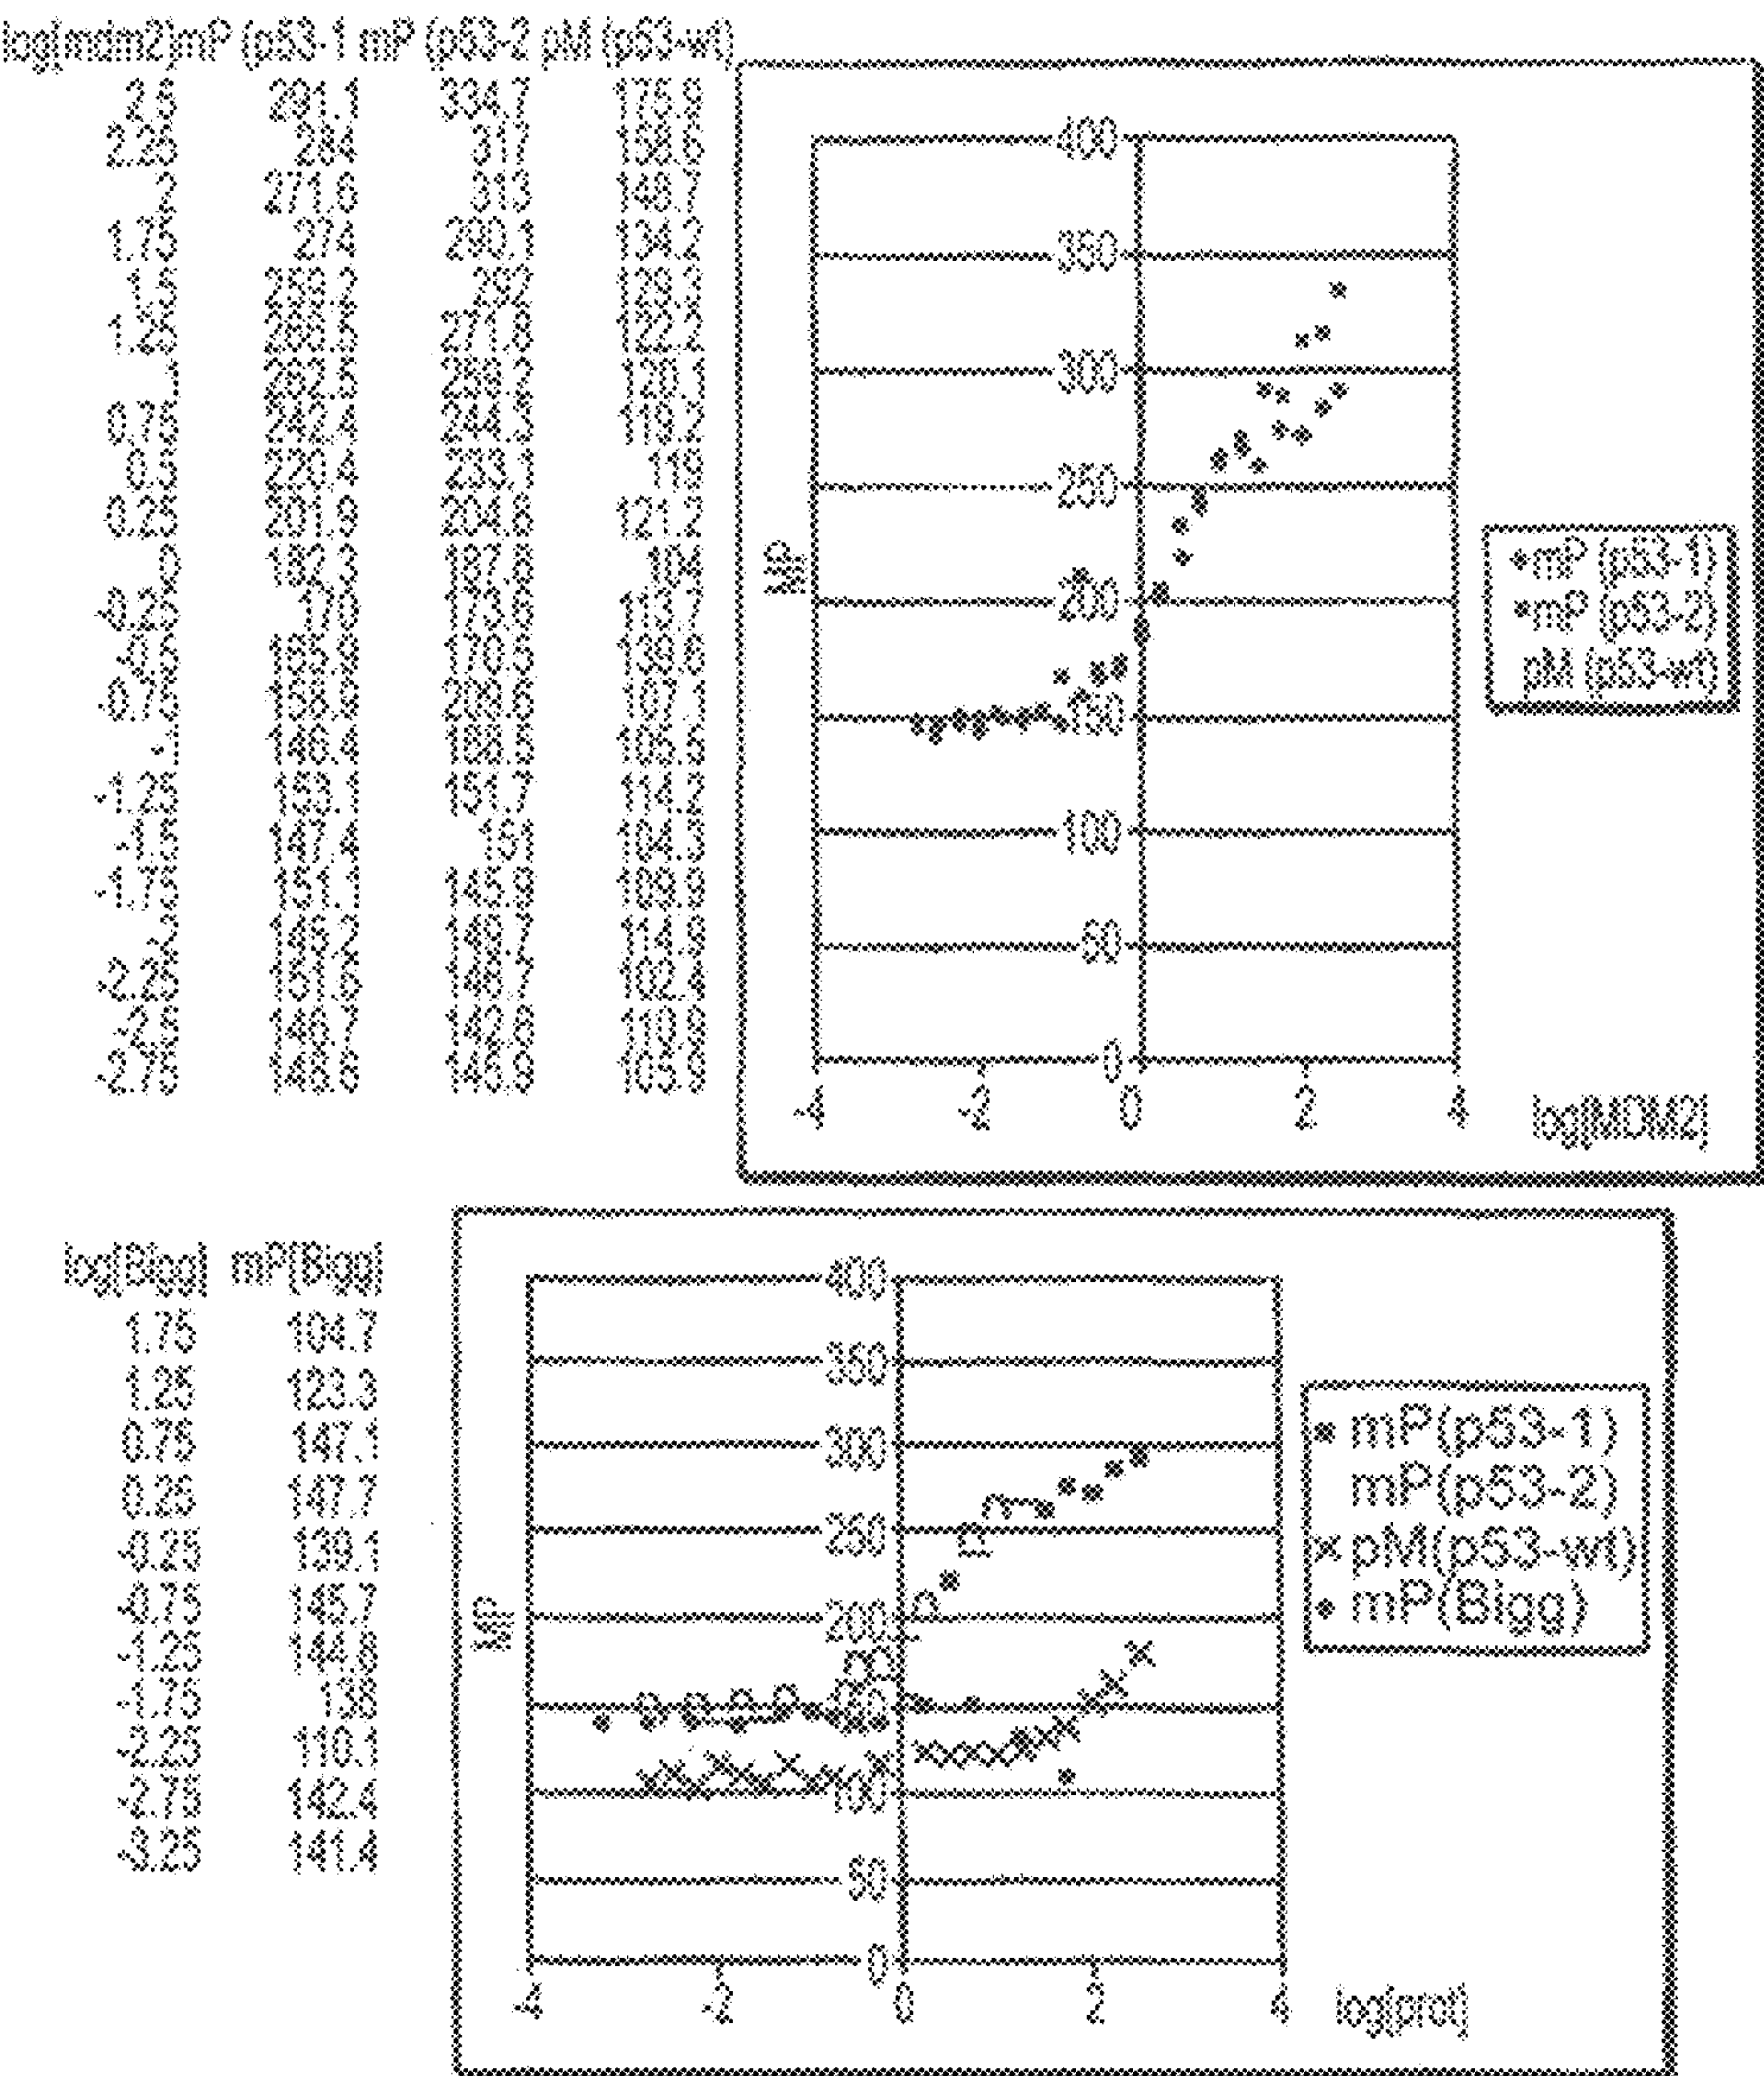 log[mdm2]mP (p53-1 mP (p53-2 pM (p53-wt)
2.5 291.1 334.7 175.9
2.25 284 317 158.6
2 271.6 313 148.7
1.75 274 290.1 134.2
1.5 259.2 292 129.3
1.25 268.5 271.8 122.2
1 262.5 259.2 120.1
0.75 242.4 244.3 119.2
0.5 220.4 233.1 119
0.25 201.9 204.8 121.2
0 182.3 187.8 104
-0.25 170 173.6 113.7
-0.5 165.9 170.5 139.6
-0.75 158.9 209.6 107.1
-1 146.4 168.5 105.6
-1.25 153.1 151.7 114.2
-1.5 147.4 151 104.3
-1.75 151.1 145.9 109.9
-2 145.2 149.7 114.9
-2.25 151.6 148.7 102.4
-2.5 146.7 142.8 110.9
-2.75 148.6 145.9 105.9
400
350
300
250
200
150
100
50
0
MP
-4 -2 0 2 4 log[MDM2]
mP (p53-1)
mP (p53-2)
pM (p53-wt)
log[Bigg] mP[Bigg]
1.75 104.7
1.25 123.3
0.75 147.1
0.25 147.7
-0.25 139.1
-0.75 145.7
-1.25 144.8
-1.75 138
-2.25 110.1
-2.75 142.4
-3.25 141.4
400
350
300
250
200
150
100
50
0
MP
-4 -2 0 2 4 log[prot]
mP(p53-1)
mP(p53-2)
pM(p53-wt)
mP(Bigg)